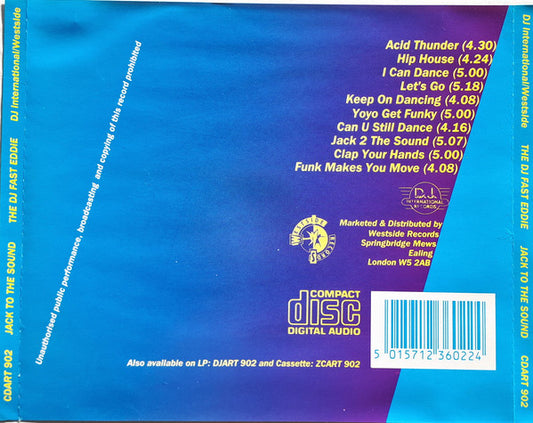 CDART 902 JACK TO THE SOUND THE DJ FAST EDDIE DJ International/Westside
Unauthorised public performance, broadcasting and copying of this record prohibited
Acid Thunder (4.30)
Hip House (4.24)
I Can Dance (5.00)
Let's Go (5.18)
Keep On Dancing (4.08)
Yoyo Get Funky (5.00)
Can U Still Dance (4.16)
Jack 2 The Sound (5.07)
Clap Your Hands (5.00)
Funk Makes You Move (4.08)
D.J.
INTERNATIONAL
RECORDS
WESTSIDE
RECORDS
Marketed & Distributed by
Westside Records
Springbridge Mews
Ealing
London W5 2AB
COMPACT
disc
DIGITAL AUDIO
5 015712 360224
Also available on LP: DJART 902 and Cassette: ZCART 902
DJ International/Westside THE DJ FAST EDDIE JACK TO THE SOUND CDART 902